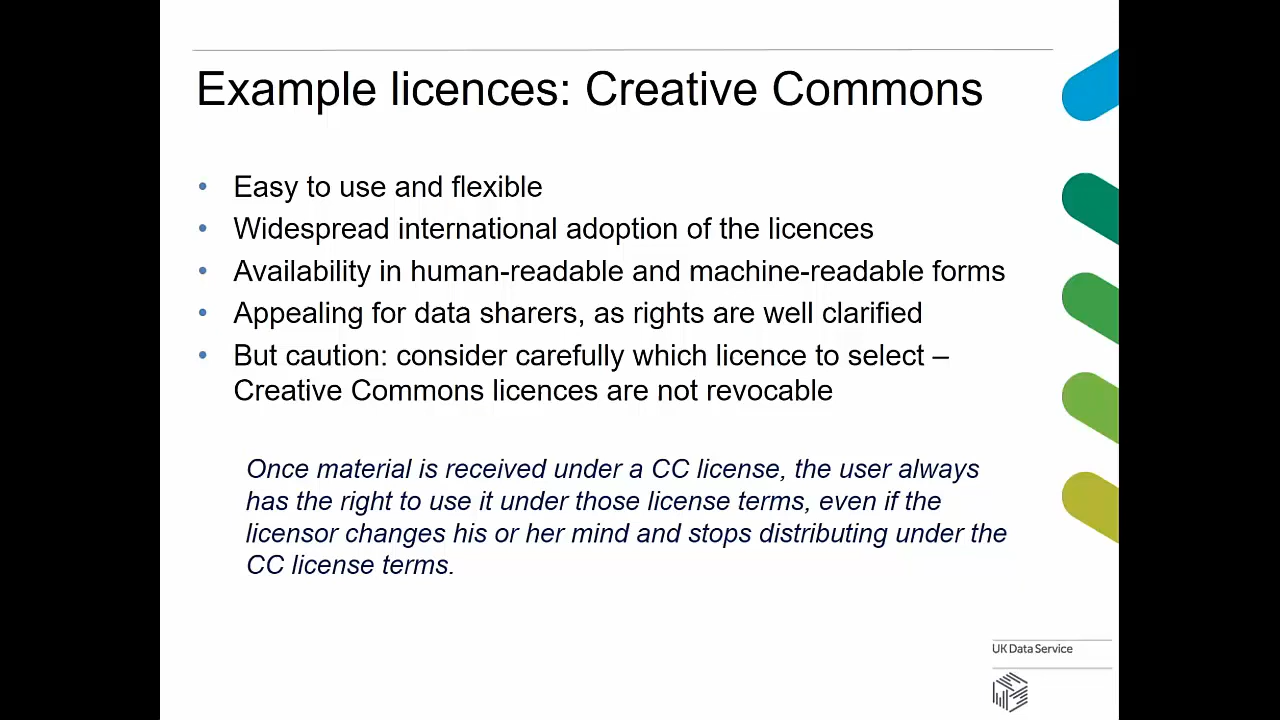 Example licences: Creative Commons
• Easy to use and flexible
• Widespread international adoption of the licences
• Availability in human-readable and machine-readable forms
• Appealing for data sharers, as rights are well clarified
• But caution: consider carefully which licence to select –
Creative Commons licences are not revocable
Once material is received under a CC license, the user always
has the right to use it under those license terms, even if the
licensor changes his or her mind and stops distributing under the
CC license terms.
UK Data Service